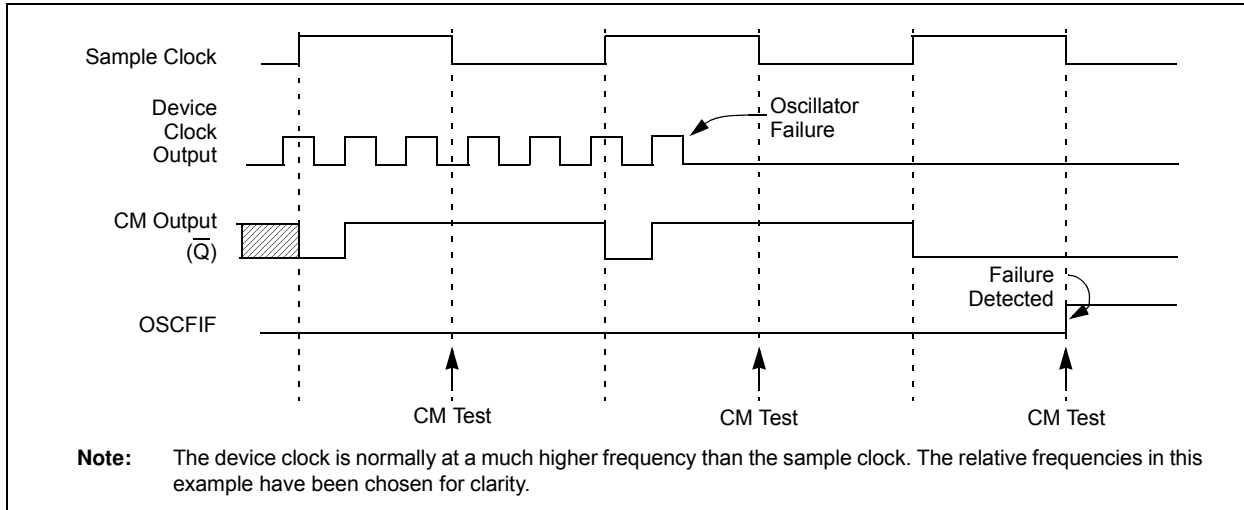 Sample Clock
Device
Clock
Output
Oscillator
Failure
CM Output
(Q̅)
Failure
Detected
OSCFIF
CM Test
CM Test
CM Test
Note: The device clock is normally at a much higher frequency than the sample clock. The relative frequencies in this
example have been chosen for clarity.